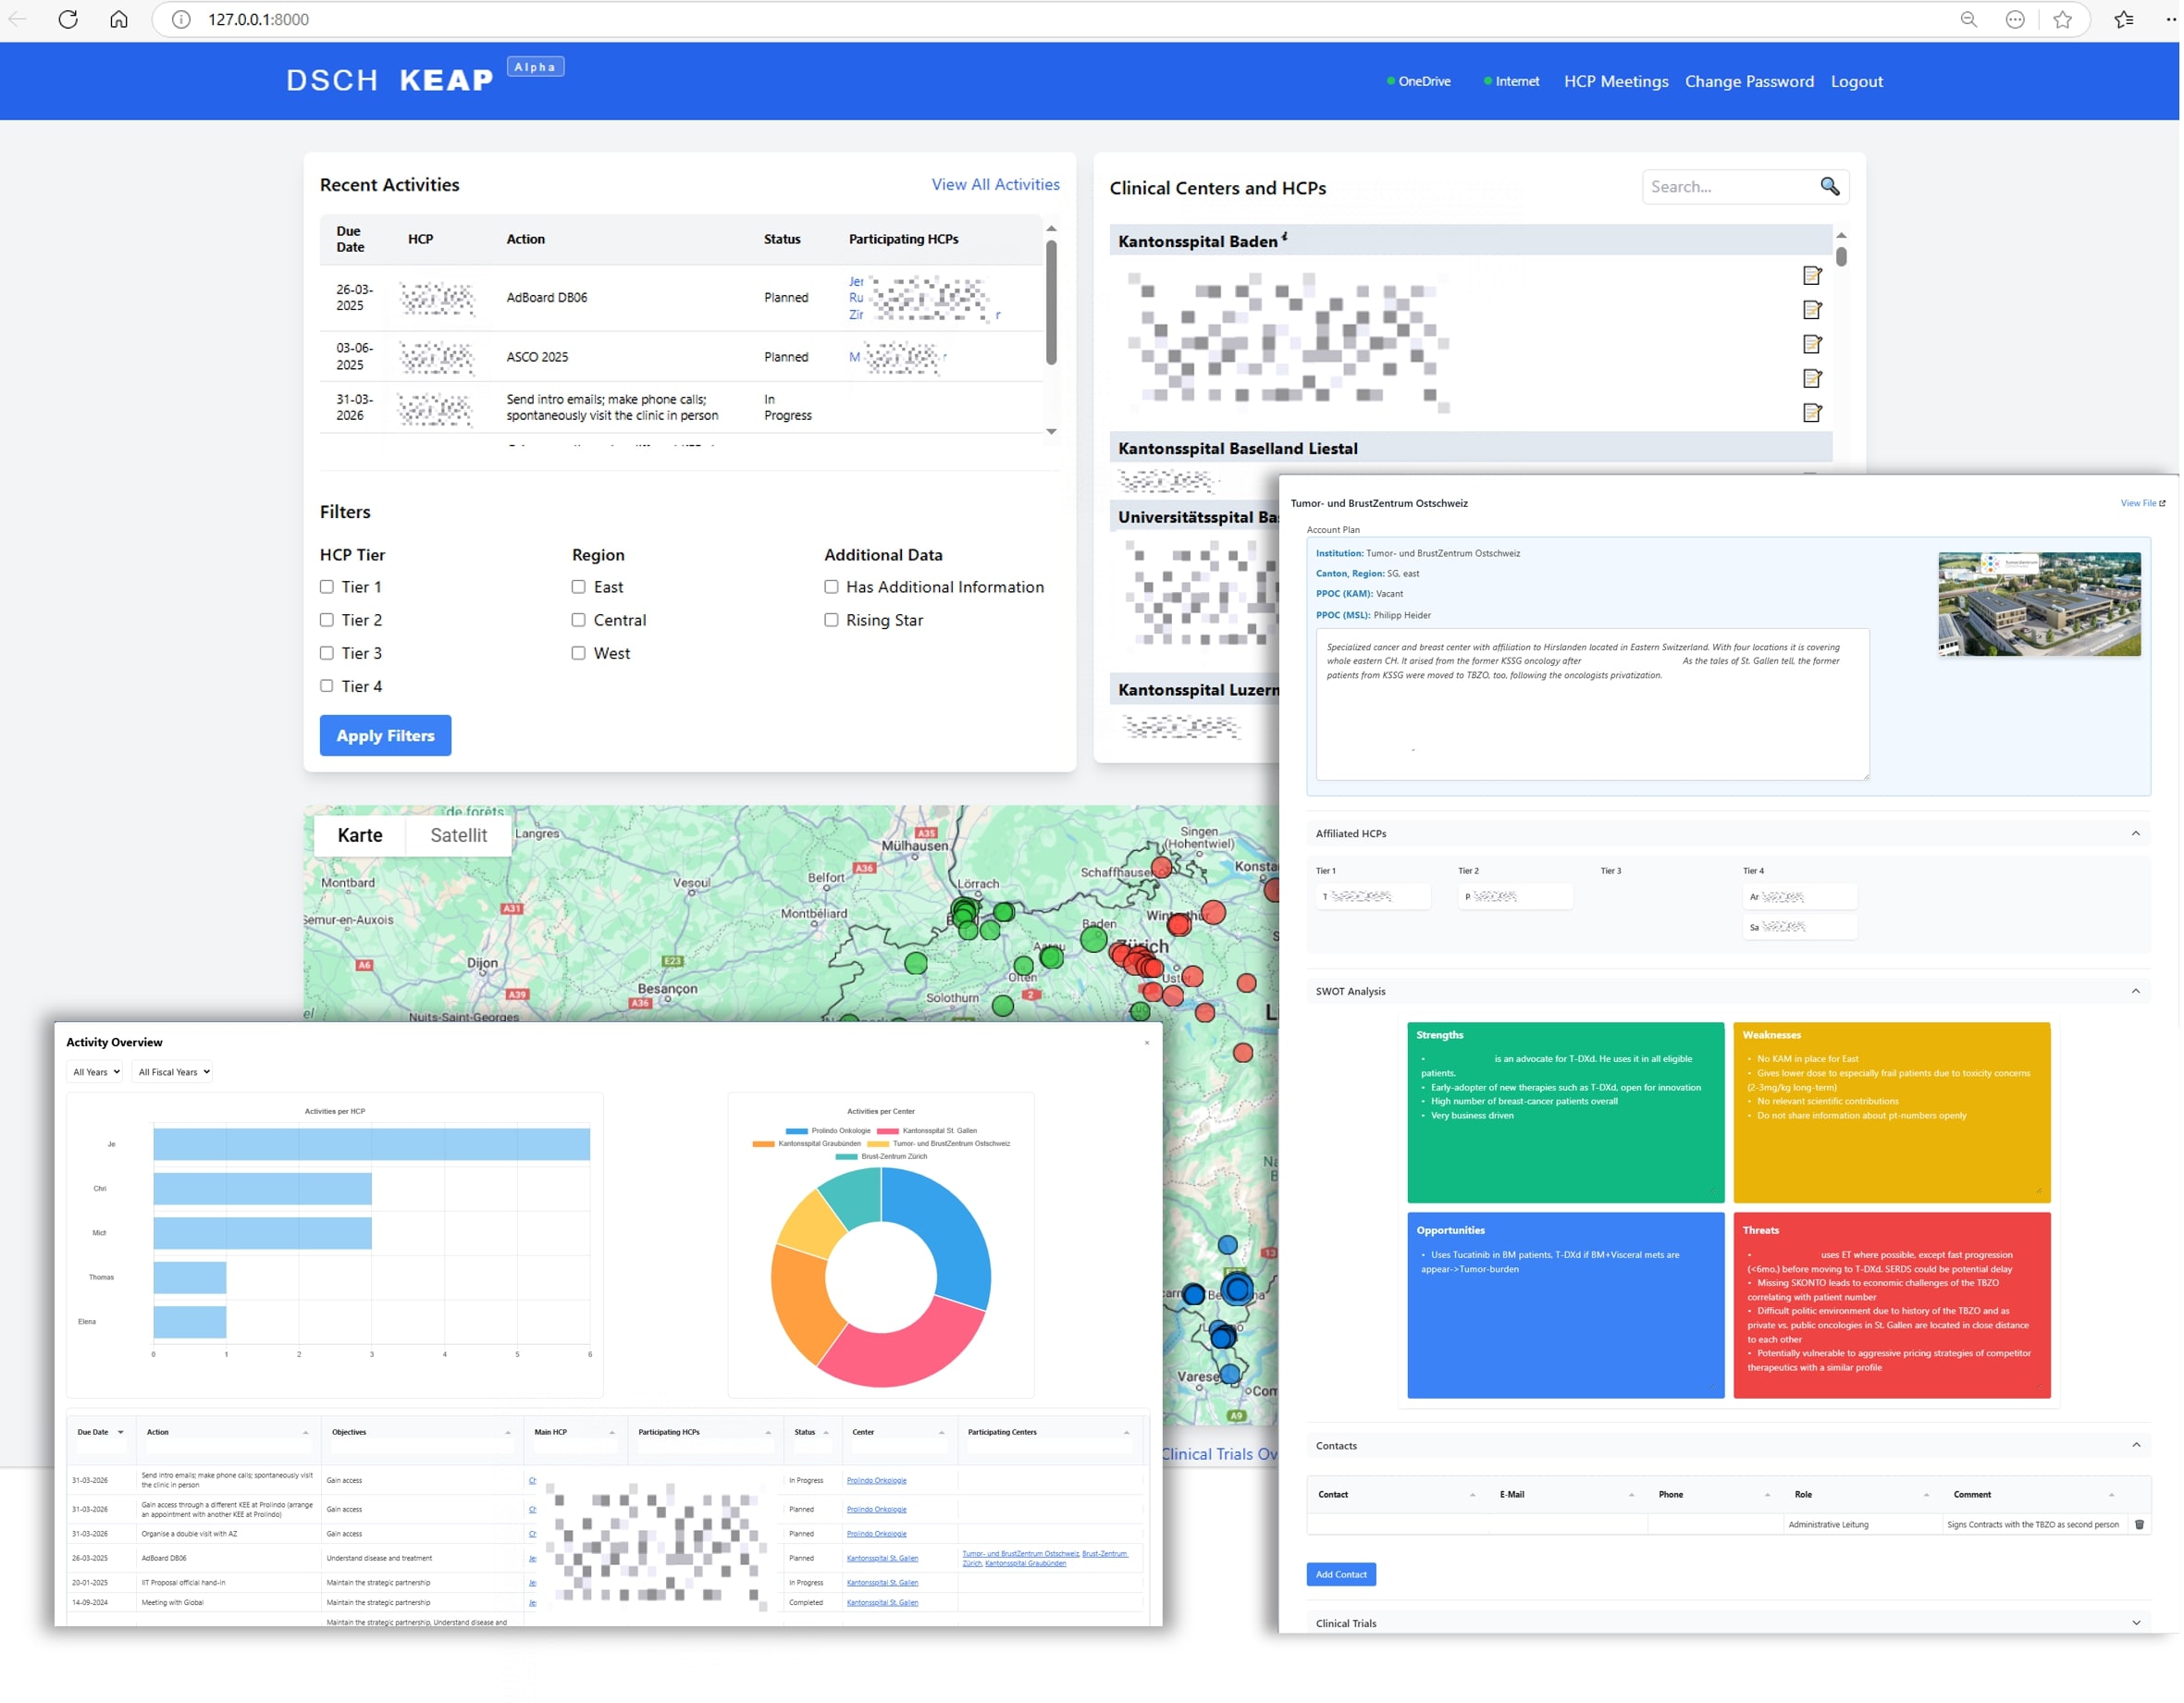 127.0.0.1:8000
DSCH KEAP Alpha
OneDrive
Internet
HCP Meetings
Change Password
Logout
Recent Activities
View All Activities
Due Date
HCP
Action
Status
Participating HCPs
26-03-2025
AdBoard DB06
Planned
Jer
Ru
Zir
r
03-06-2025
ASCO 2025
Planned
M
r
31-03-2026
Send intro emails; make phone calls;
spontaneously visit the clinic in person
In Progress
Filters
HCP Tier
Tier 1
Tier 2
Tier 3
Tier 4
Region
East
Central
West
Additional Data
Has Additional Information
Rising Star
Apply Filters
Clinical Centers and HCPs
Search...
Kantonsspital Baden
Kantonsspital Baselland Liestal
Universitätsspital Ba
Kantonsspital Luzern
Karte
Satellit
de forêts
Langres
Mülhausen
A35
Singen
(Hohentwiel)
Montbard
Vesoul
Belfort
A36
Lörrach
Schaffhausen
Konsta
Semur-en-Auxois
A31
Montbéliard
Baden
Zürich
A6
Dijon
E23
Olten
Uster
A39
Besançon
A36
Solothurn
2
Nuits-Saint-Georges
13
Varese
Com
A9
Clinical Trials Ov
Activity Overview
×
All Years
All Fiscal Years
Activities per HCP
Je
Chri
Thomas
Elena
0 1 2 3 4 5 6
Activities per Center
Prolindo Onkologie
Kantonsspital St. Gallen
Kantonsspital Graubünden
Tumor- und BrustZentrum Ostschweiz
Brust-Zentrum Zürich
Due Date
Action
Objectives
Main HCP
Participating HCPs
Status
Center
Participating Centers
31-03-2026
Send intro emails; make phone calls; spontaneously visit
the clinic in person
Gain access
Ch
In Progress
Prolindo Onkologie
31-03-2026
Gain access through a different KEE at Prolindo (arrange
an appointment with another KEE at Prolindo)
Gain access
Ch
Planned
Prolindo Onkologie
31-03-2026
Organise a double visit with AZ
Gain access
Ch
Planned
Prolindo Onkologie
26-03-2025
AdBoard DB06
Understand disease and treatment
Je
Planned
Kantonsspital St. Gallen
Tumor- und BrustZentrum Ostschweiz, Brust-Zentrum
Zürich, Kantonsspital Graubünden
20-01-2025
IIT Proposal official hand-in
Maintain the strategic partnership
Je
In Progress
Kantonsspital St. Gallen
14-09-2024
Meeting with Global
Maintain the strategic partnership
Je
Completed
Kantonsspital St. Gallen
Maintain the strategic partnership, Understand disease and
Tumor- und BrustZentrum Ostschweiz
View File
Account Plan
Institution: Tumor- und BrustZentrum Ostschweiz
Canton, Region: SG, east
PPOC (KAM): Vacant
PPOC (MSL): Philipp Heider
Specialized cancer and breast center with affiliation to Hirslanden located in Eastern Switzerland. With four locations it is covering
whole eastern CH. It arised from the former KSSG oncology after As the tales of St. Gallen tell, the former
patients from KSSG were moved to TBZO, too, following the oncologists privatization.
Affiliated HCPs
Tier 1
Tier 2
Tier 3
Tier 4
T
P.
Ar
Sa
SWOT Analysis
Strengths
• is an advocate for T-DXd. He uses it in all eligible
patients.
• Early-adopter of new therapies such as T-DXd, open for innovation
• High number of breast-cancer patients overall
• Very business driven
Weaknesses
• No KAM in place for East
• Gives lower dose to especially frail patients due to toxicity concerns
(2-3mg/kg long-term)
• No relevant scientific contributions
• Do not share information about pt-numbers openly
Opportunities
• Uses Tucatinib in BM patients, T-DXd if BM+Visceral mets are
appear->Tumor-burden
Threats
• uses ET where possible, except fast progression
(<6mo.) before moving to T-DXd. SERDS could be potential delay
• Missing SKONTO leads to economic challenges of the TBZO
correlating with patient number
• Difficult politic environment due to history of the TBZO and as
private vs. public oncologies in St. Gallen are located in close distance
to each other
• Potentially vulnerable to aggressive pricing strategies of competitor
therapeutics with a similar profile
Contacts
Contact
E-Mail
Phone
Role
Comment
Administrative Leitung
Signs Contracts with the TBZO as second person
Add Contact
Clinical Trials